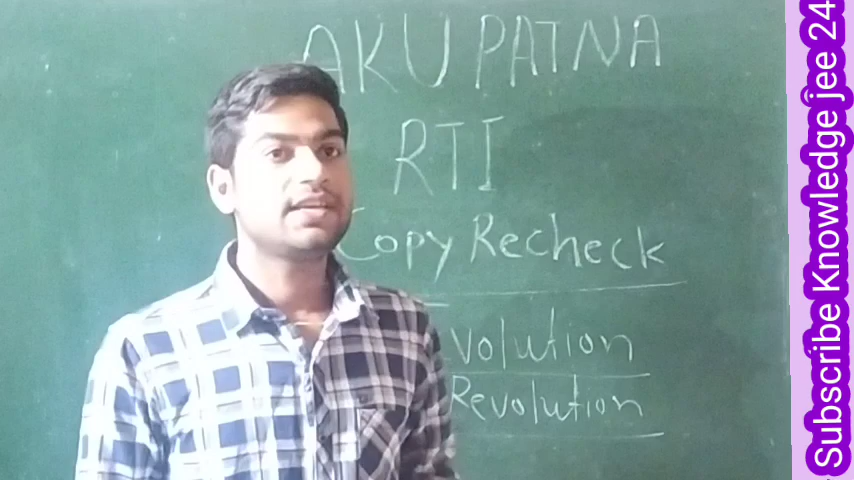 AKU PATNA
RTI
Copy Recheck
volution
Revolution
Subscribe Knowledge jee 24